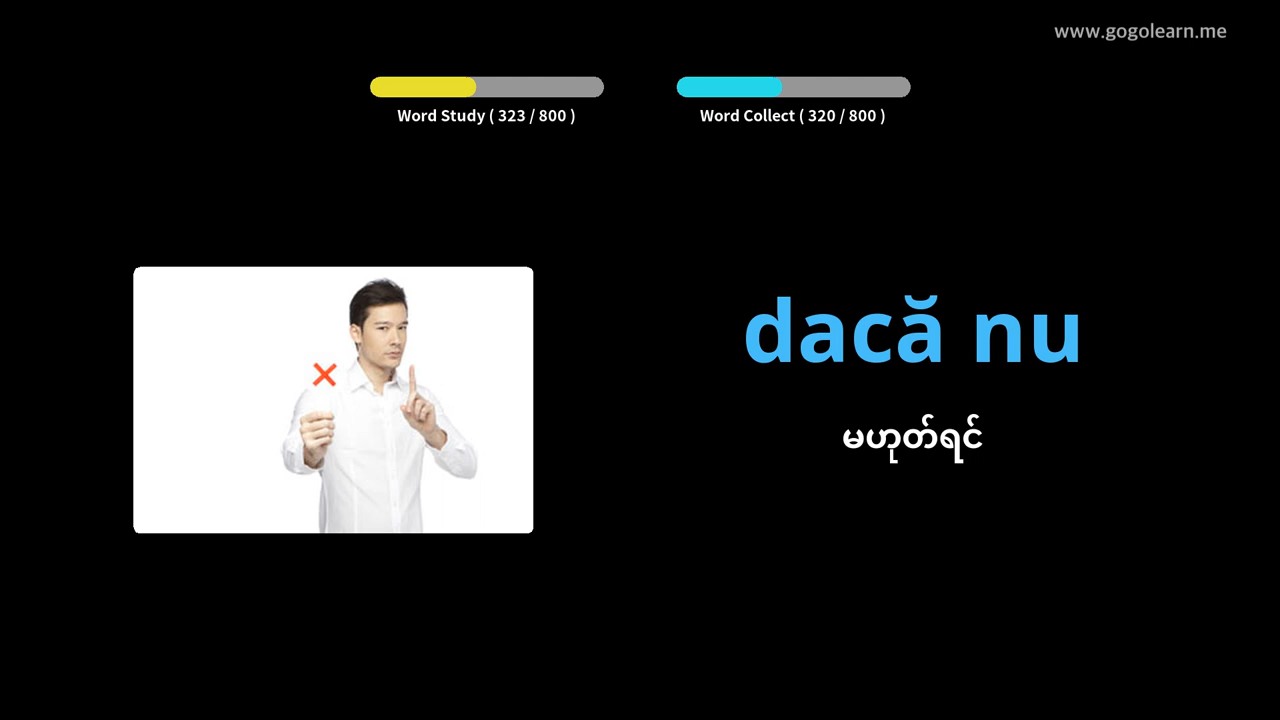 www.gogolearn.me
Word Study ( 323 / 800 )
Word Collect ( 320 / 800 )
dacă nu
မဟုတ်ရင်